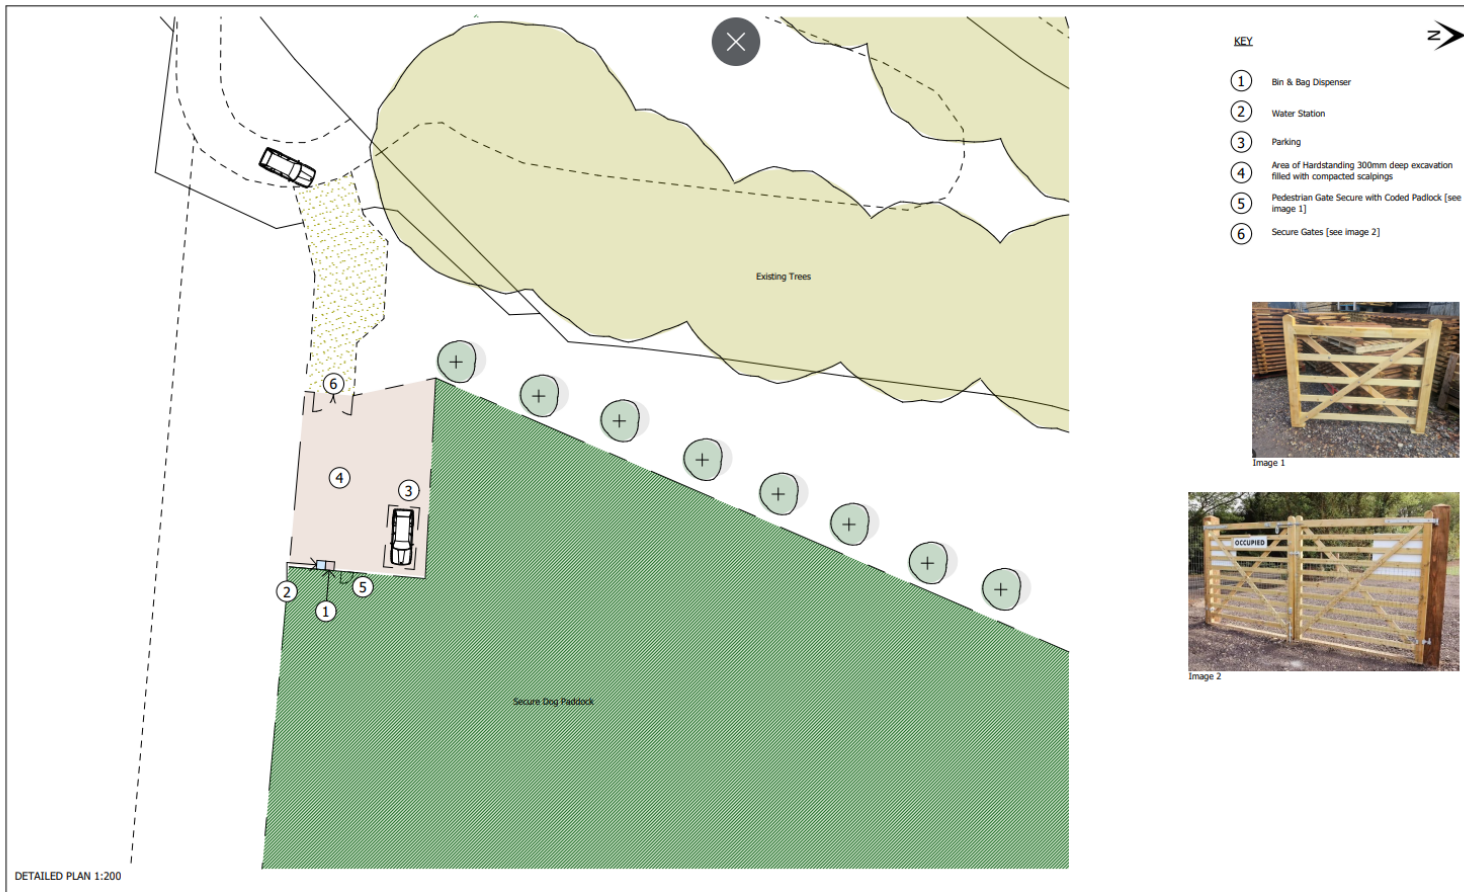 KEY
N
1 Bin & Bag Dispenser
2 Water Station
3 Parking
4 Area of Hardstanding 300mm deep excavation
filled with compacted scalpings
5 Pedestrian Gate Secure with Coded Padlock [see
image 1]
6 Secure Gates [see image 2]
Existing Trees
6
4
3
2
1
5
Secure Dog Paddock
Image 1
OCCUPIED
Image 2
DETAILED PLAN 1:200